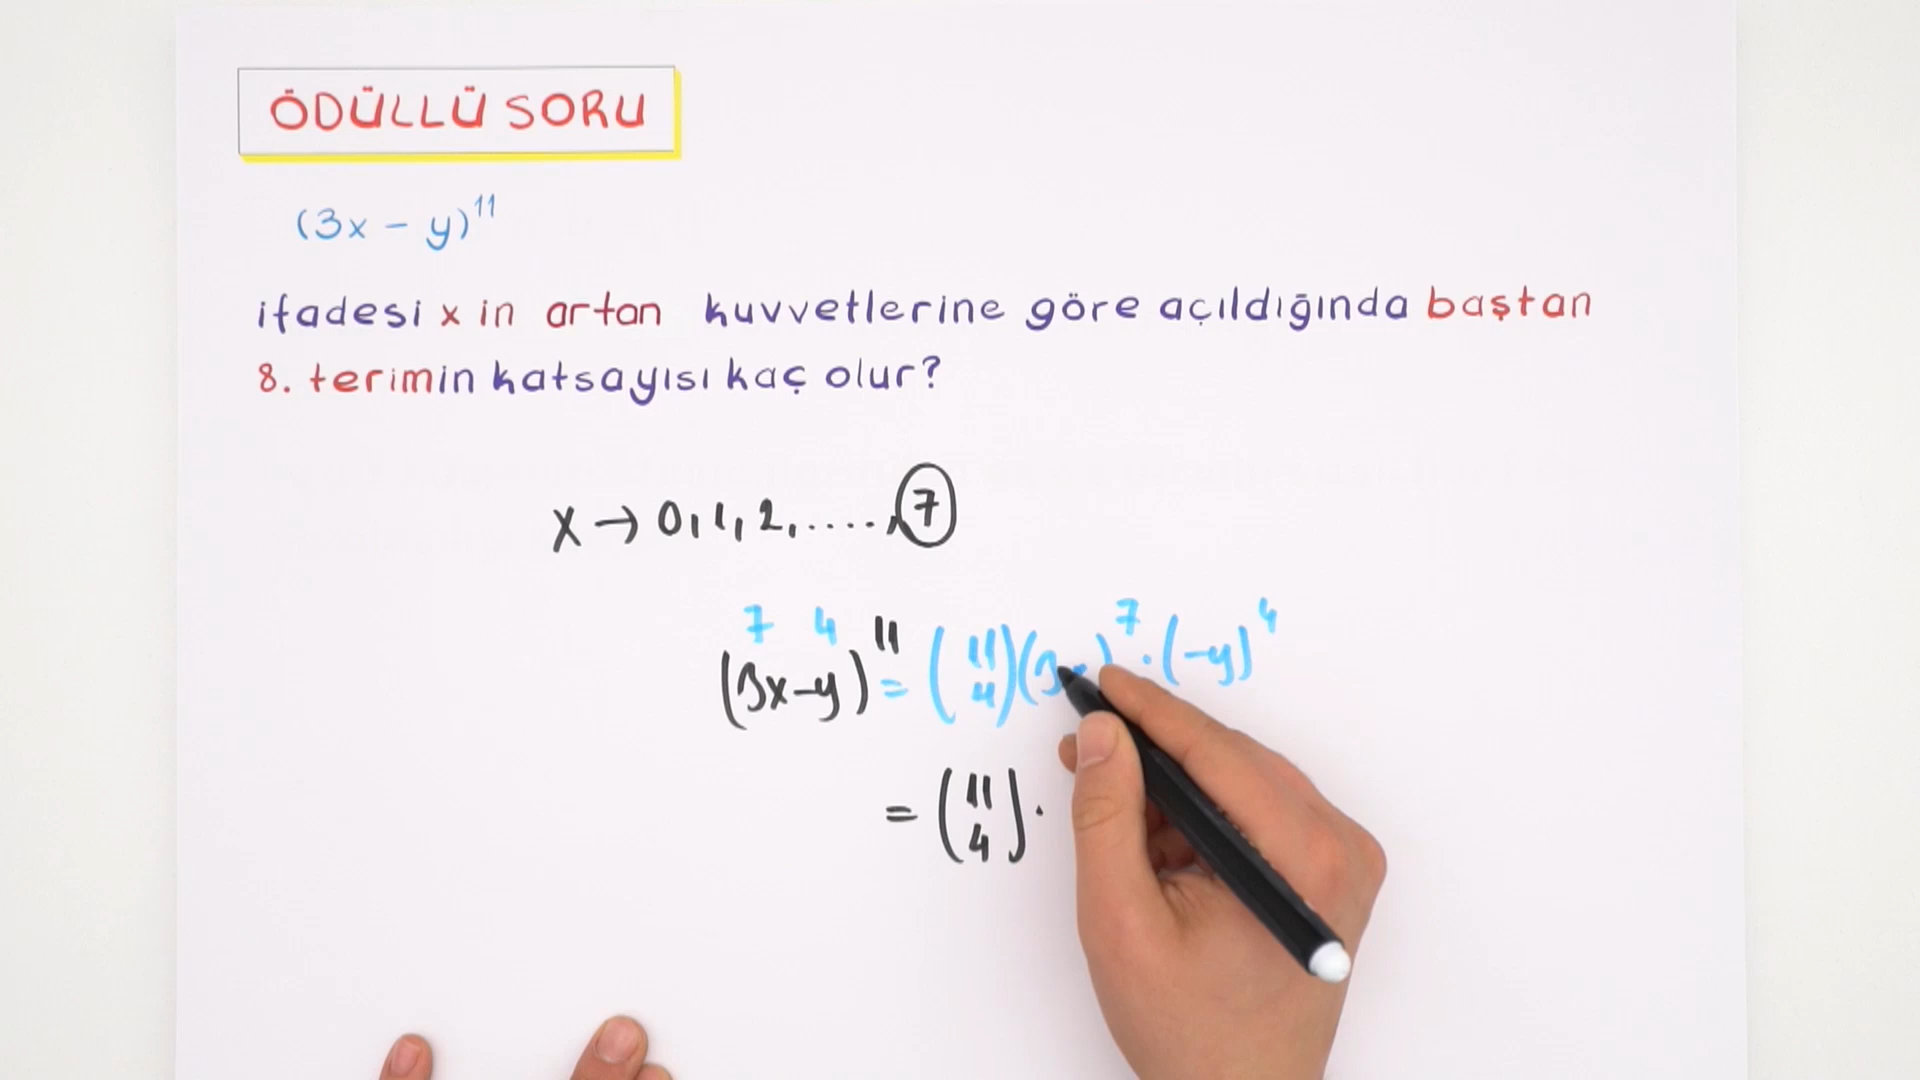 ÖDÜLLÜ SORU
(3x - y)¹¹
ifadesi x in artan kuvvetlerine göre açıldığında baştan
8. terimin katsayısı kaç olur?
x → 0, 1, 2, ....., 7
7 4
(3x-y)¹¹ = (11 4)(3x)⁷ . (-y)⁴
= (11 4) .